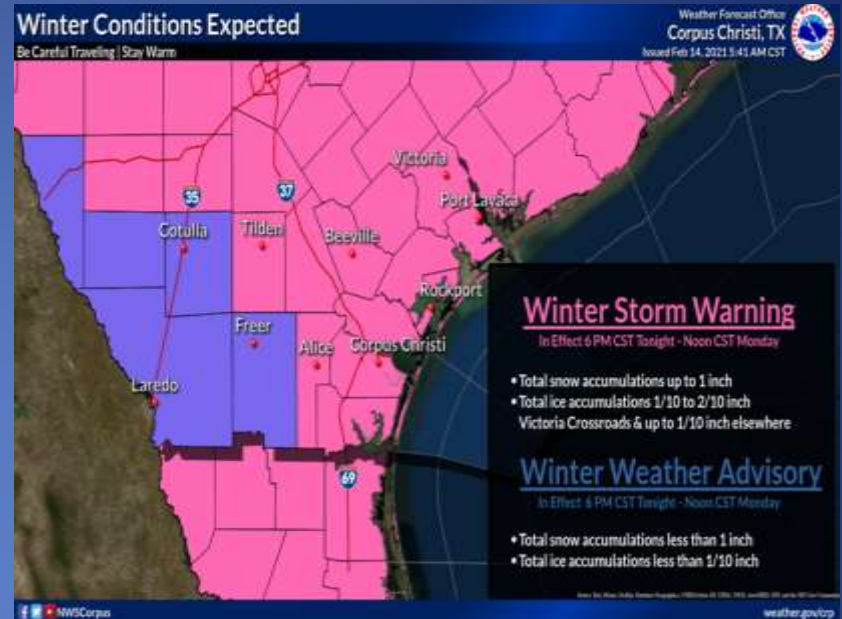 Winter Conditions Expected
Be Careful Traveling | Stay Warm
Weather Forecast Office
Corpus Christi, TX
Issued Feb 14, 2021 5:41 AM CST
Victoria
35
37
Port Lavaca
Cotulla
Tilden
Beeville
Rockport
Freer
Alice
Corpus Christi
Laredo
69
Winter Storm Warning
In Effect 6 PM CST Tonight - Noon CST Monday
• Total snow accumulations up to 1 inch
• Total ice accumulations 1/10 to 2/10 inch
Victoria Crossroads & up to 1/10 inch elsewhere
Winter Weather Advisory
In Effect 6 PM CST Tonight - Noon CST Monday
• Total snow accumulations less than 1 inch
• Total ice accumulations less than 1/10 inch
NWSCorpus
weather.gov/crp